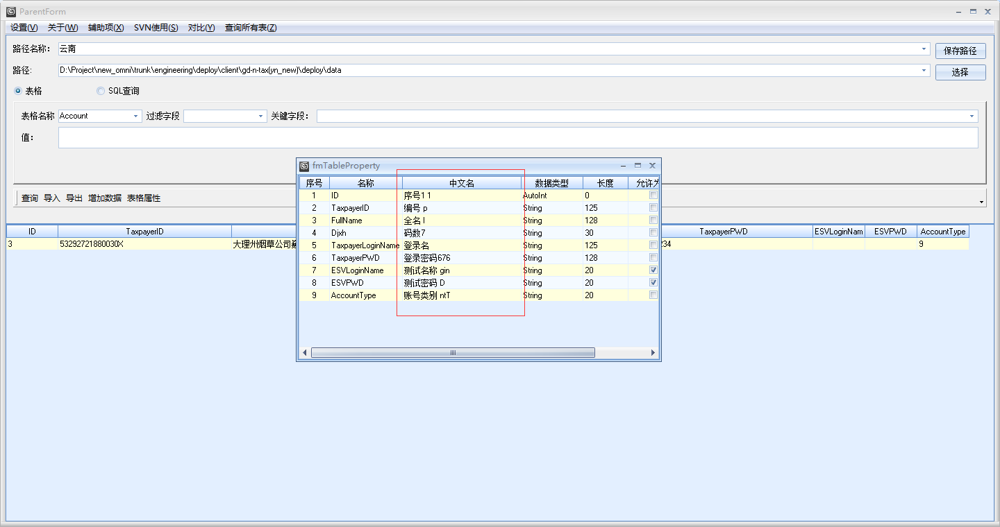 ParentForm
设置(V) 关于(W) 辅助项(X) SVN使用(S) 对比(Y) 查询所有表(Z)
路径名称: 云南 保存路径
路径: D:\Project\new_omni\trunk\engineering\deploy\client\gd-n-tax(yn_new)\deploy\data 选择
表格 SQL查询
表格名称 Account 过滤字段 关键字段:
值:
查询 导入 导出 增加数据 表格属性
ID TaxpayerID TaxpayerPWD ESVLoginNam ESVPWD AccountType
3 53292721880030X 大理州烟草公司 234 9
fmTableProperty
序号 名称 中文名 数据类型 长度 允许为
1 ID 序号1 1 AutoInt 0
2 TaxpayerID 编号 p String 125
3 FullName 全名 l String 128
4 Djxh 码数7 String 30
5 TaxpayerLoginName 登录名 String 125
6 TaxpayerPWD 登录密码676 String 128
7 ESVLoginName 测试名称 gin String 20
8 ESVPWD 测试密码 D String 20
9 AccountType 账号类别 ntT String 20